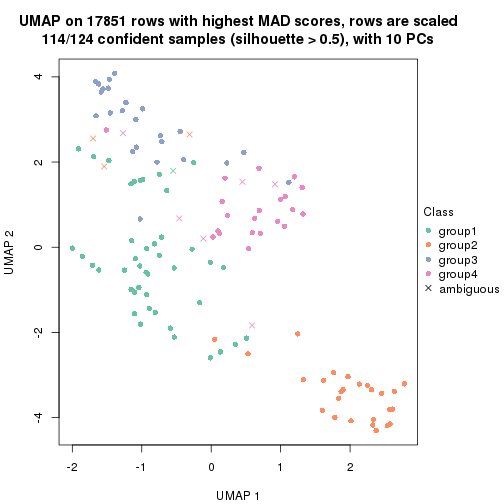 UMAP on 17851 rows with highest MAD scores, rows are scaled
114/124 confident samples (silhouette > 0.5), with 10 PCs
4
2
0
-2
-4
UMAP 2
-2
-1
0
1
2
UMAP 1
Class
group1
group2
group3
group4
ambiguous